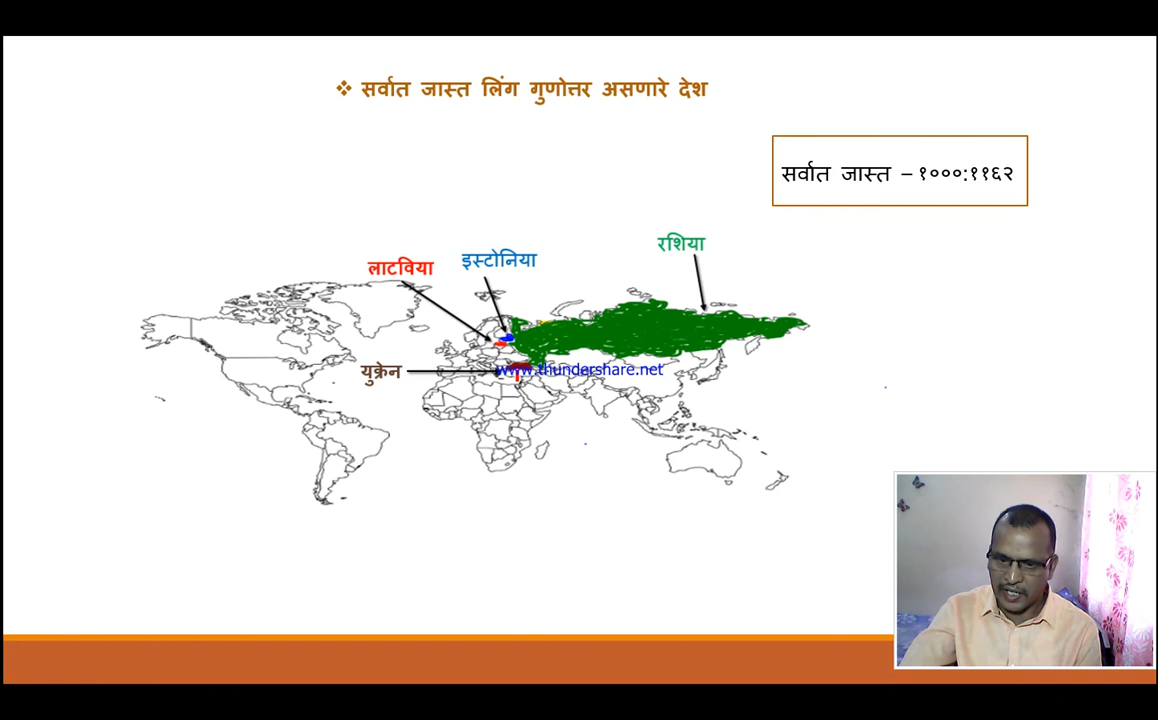 ❖ सर्वात जास्त लिंग गुणोत्तर असणारे देश
सर्वात जास्त – १०००:११६२
रशिया
इस्टोनिया
लाटविया
युक्रेन
www.thundershare.net